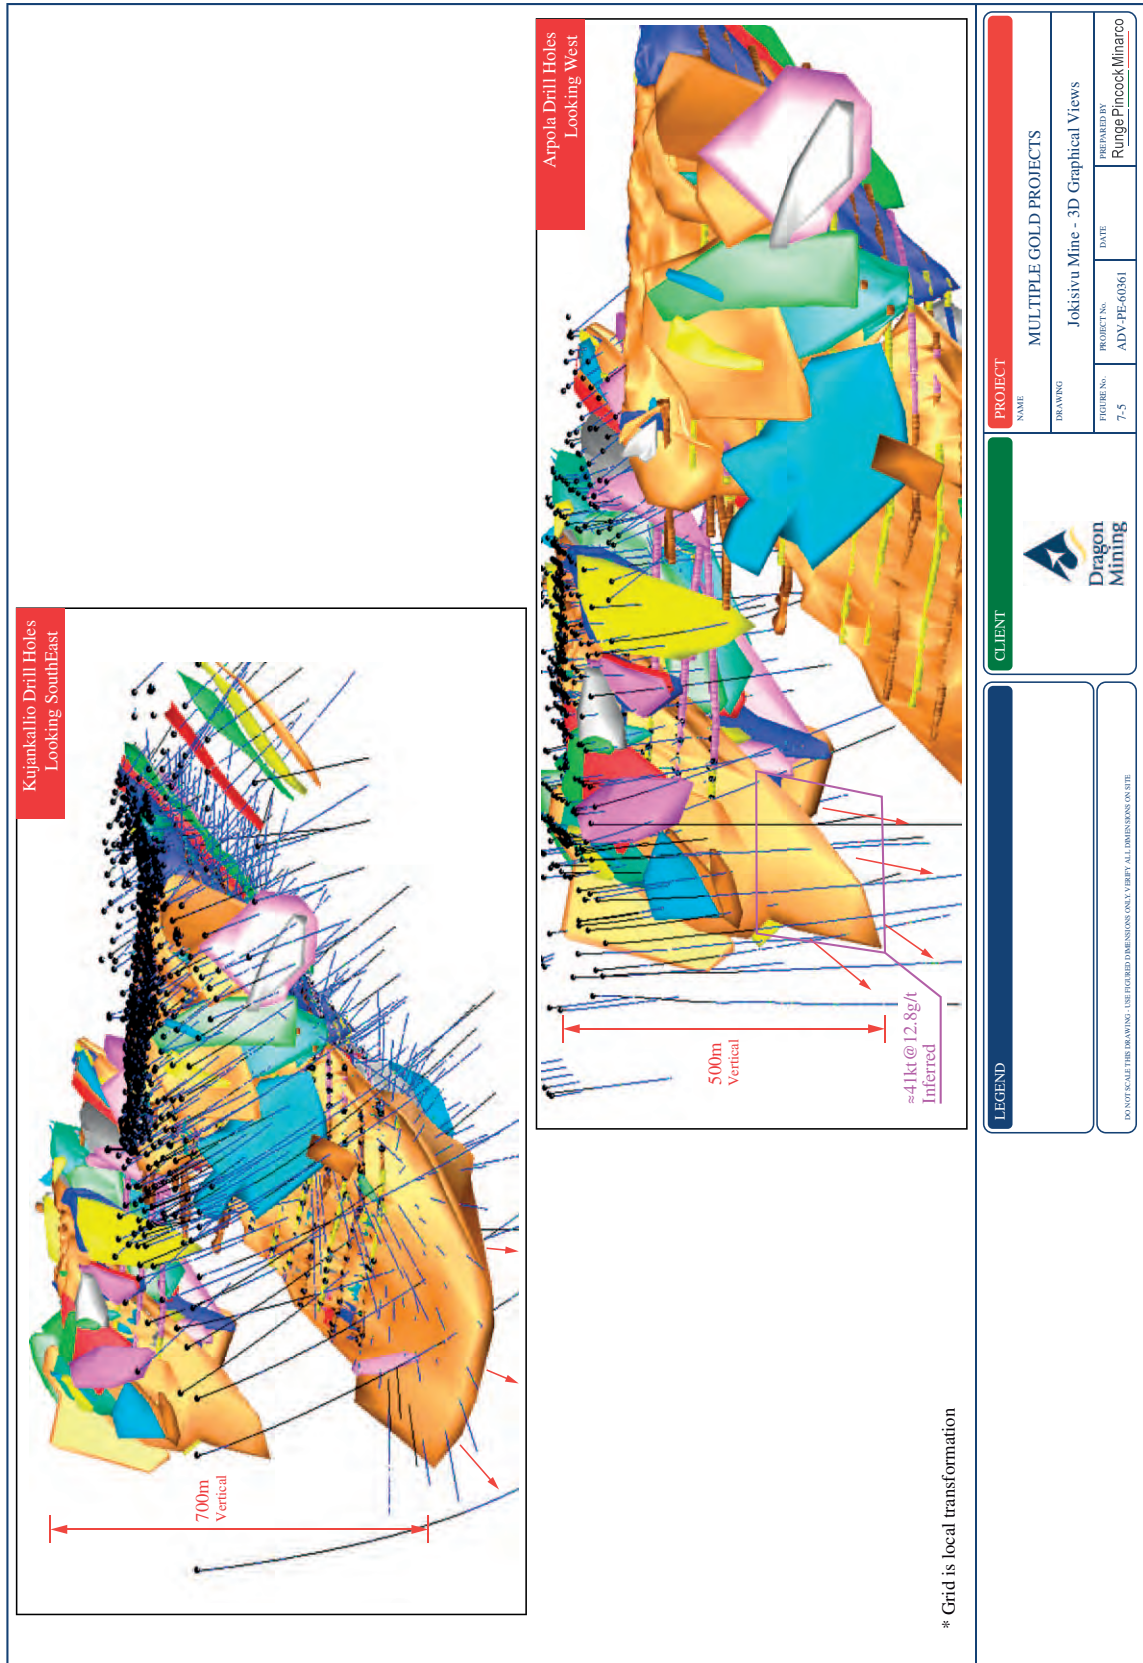 Kujankallio Drill Holes
Looking SouthEast
700m
Vertical
Arpola Drill Holes
Looking West
500m
Vertical
≈41kt@12.8g/t
Inferred
* Grid is local transformation
LEGEND
DO NOT SCALE THIS DRAWING - USE FIGURED DIMENSIONS ONLY. VERIFY ALL DIMENSIONS ON SITE
CLIENT
Dragon
Mining
PROJECT
NAME
MULTIPLE GOLD PROJECTS
DRAWING
Jokisivu Mine - 3D Graphical Views
FIGURE No.
7-5
PROJECT No.
ADV-PE-60361
DATE
PREPARED BY
Runge Pincock Minarco